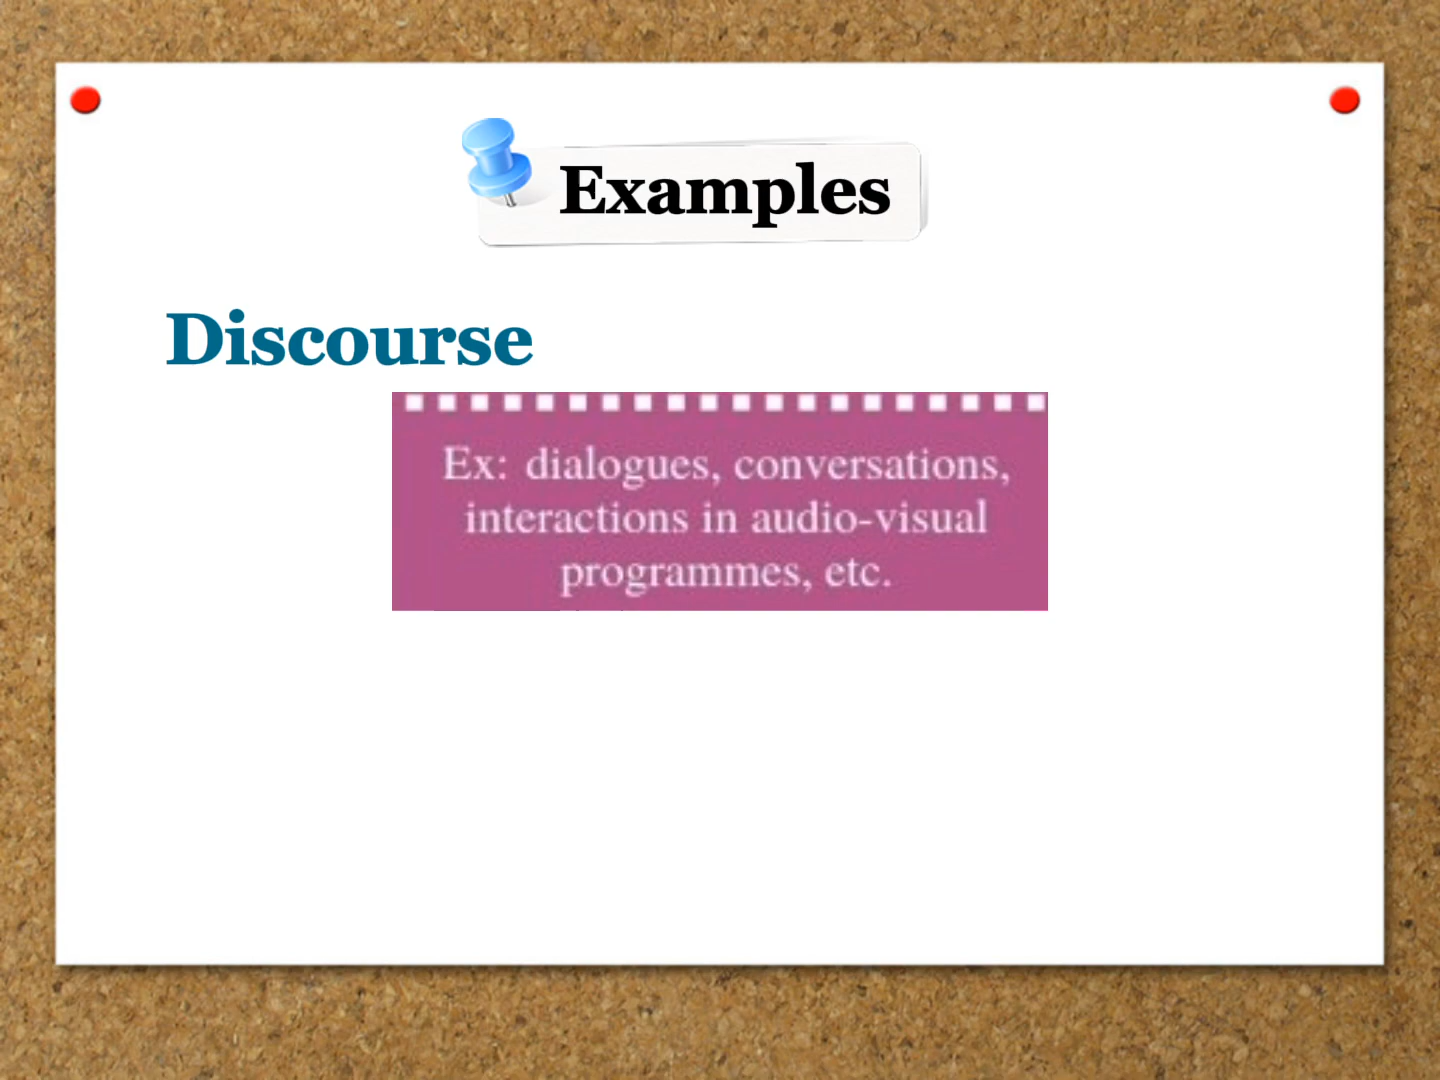 Examples
Discourse
Ex: dialogues, conversations,
interactions in audio-visual
programmes, etc.